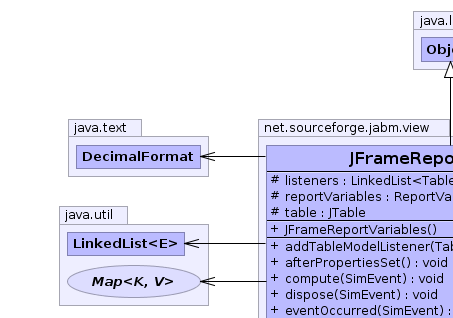 java.l
Obje
java.text
DecimalFormat
net.sourceforge.jabm.view
JFrameRepo
# listeners : LinkedList<Table
# reportVariables : ReportVa
# table : JTable
+ JFrameReportVariables()
+ addTableModelListener(Tab
+ afterPropertiesSet() : void
+ compute(SimEvent) : void
+ dispose(SimEvent) : void
+ eventOccurred(SimEvent) :
java.util
LinkedList<E>
Map<K, V>